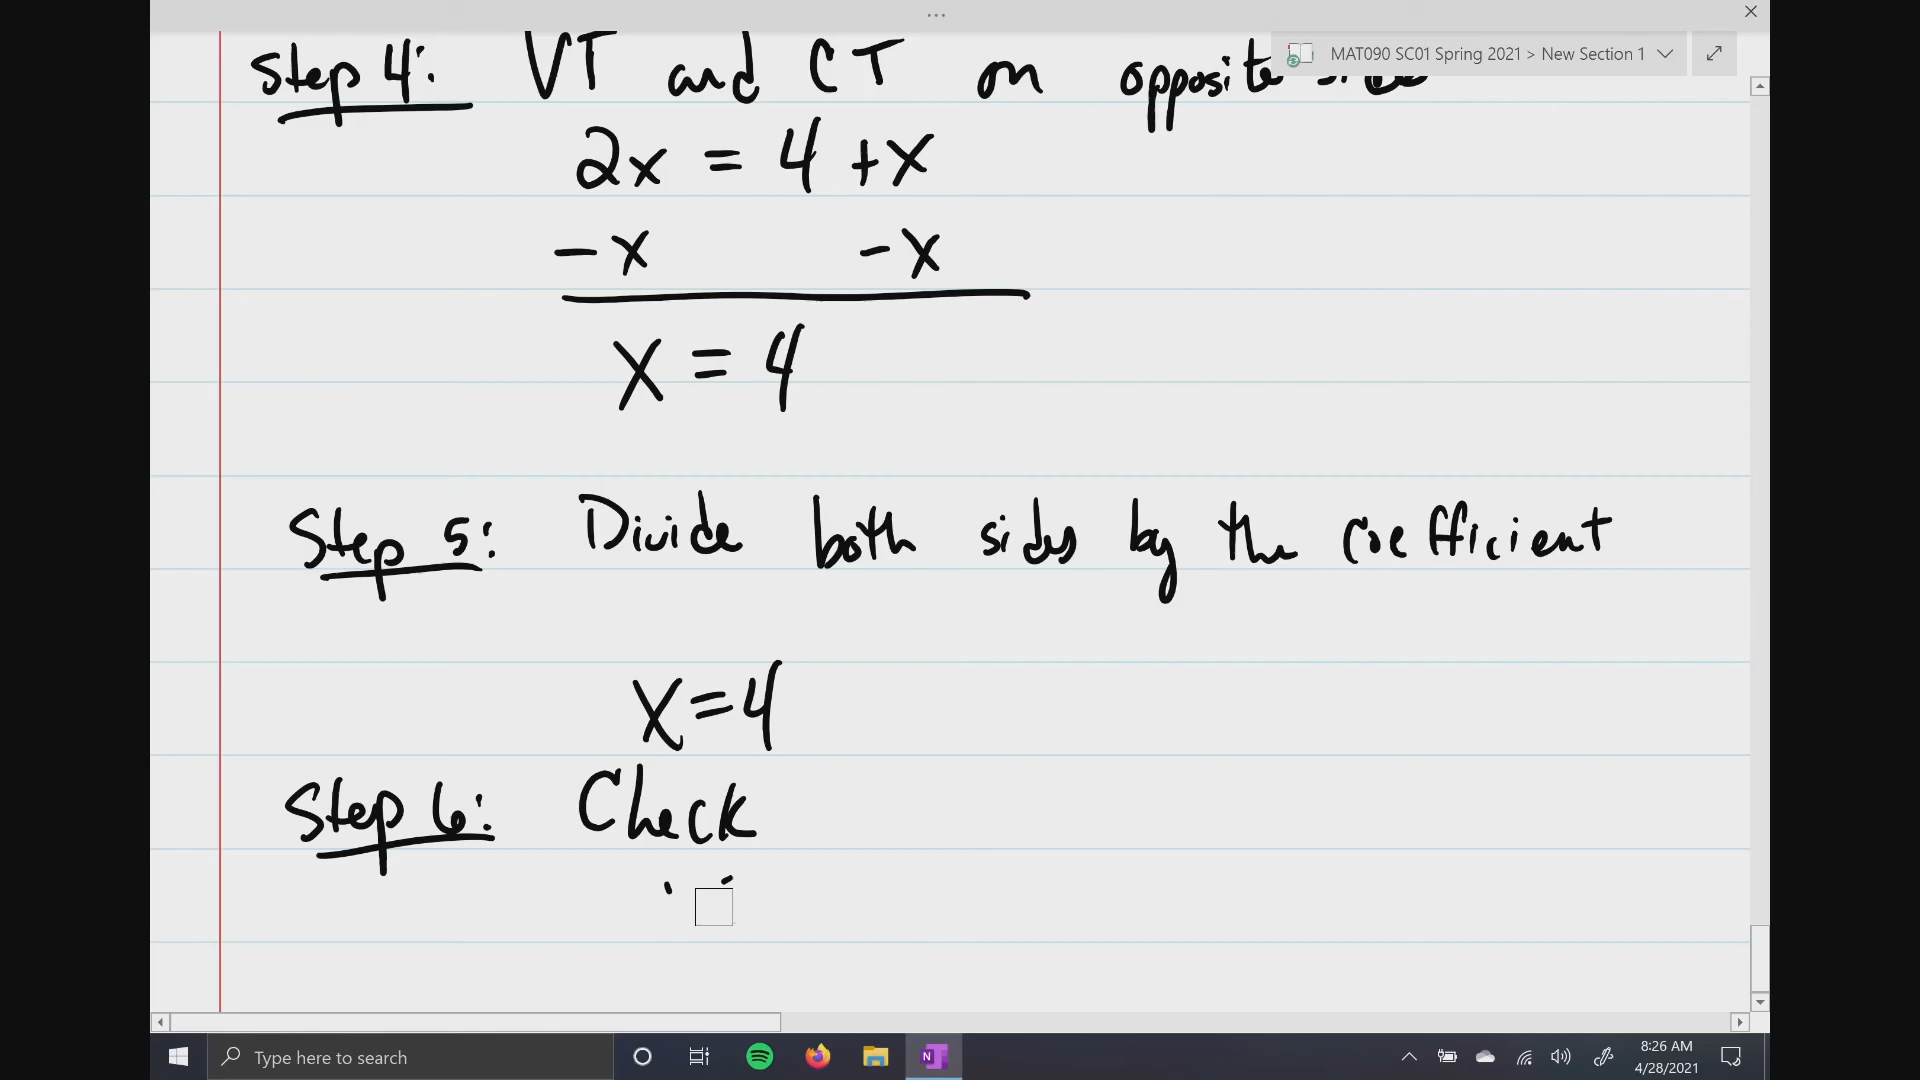 MAT090 SC01 Spring 2021 > New Section 1
Step 4: VT and CT on opposite
2x = 4 + x
- x - x
x = 4
Step 5: Divide both sides by the coefficient
x = 4
Step 6: Check
Type here to search
N
8:26 AM
4/28/2021